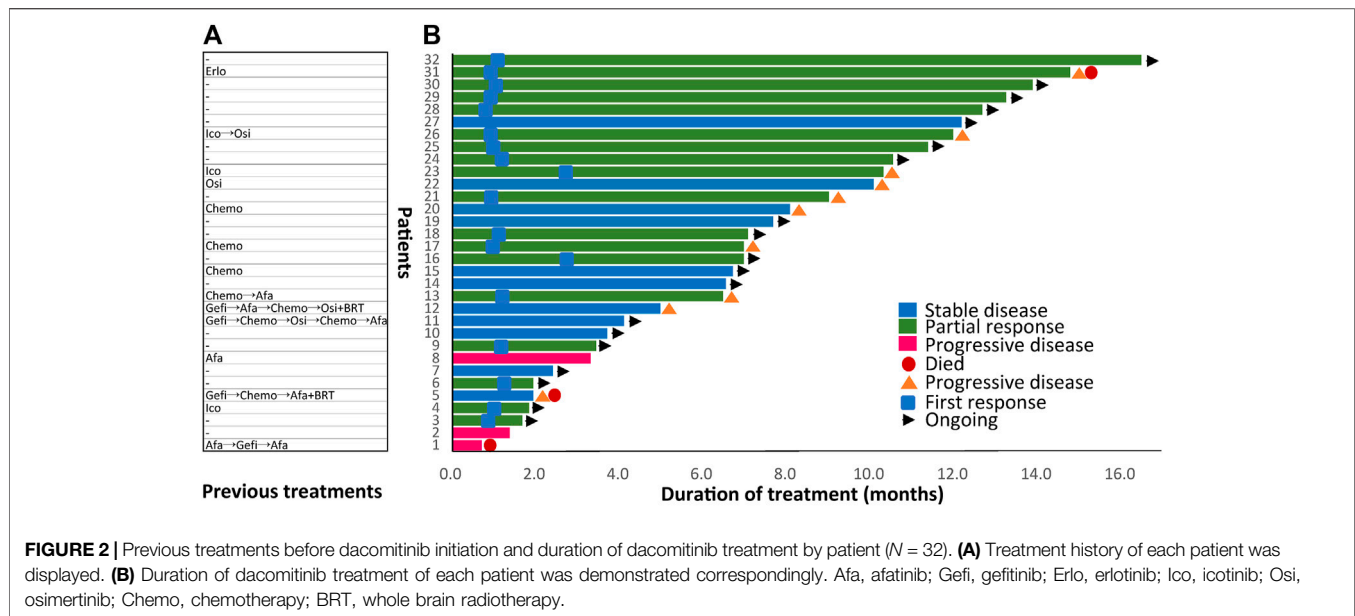 A
-
Erlo
-
-
-
-
Ico→Osi
-
-
Ico
Osi
-
Chemo
-
-
Chemo
-
Chemo
-
Chemo→Afa
Gefi→Afa→Chemo→Osi+BRT
Gefi→Chemo→Osi→Chemo→Afa
-
-
Afa
-
-
Gefi→Chemo→Afa+BRT
Ico
-
-
Afa→Gefi→Afa
Previous treatments
B
Patients
32
31
30
29
28
27
26
25
24
23
22
21
20
19
18
17
16
15
14
13
12
11
10
9
8
7
6
5
4
3
2
1
Stable disease
Partial response
Progressive disease
Died
Progressive disease
First response
Ongoing
0.0 2.0 4.0 6.0 8.0 10.0 12.0 14.0 16.0
Duration of treatment (months)
FIGURE 2 | Previous treatments before dacomitinib initiation and duration of dacomitinib treatment by patient (N = 32). (A) Treatment history of each patient was
displayed. (B) Duration of dacomitinib treatment of each patient was demonstrated correspondingly. Afa, afatinib; Gefi, gefitinib; Erlo, erlotinib; Ico, icotinib; Osi,
osimertinib; Chemo, chemotherapy; BRT, whole brain radiotherapy.